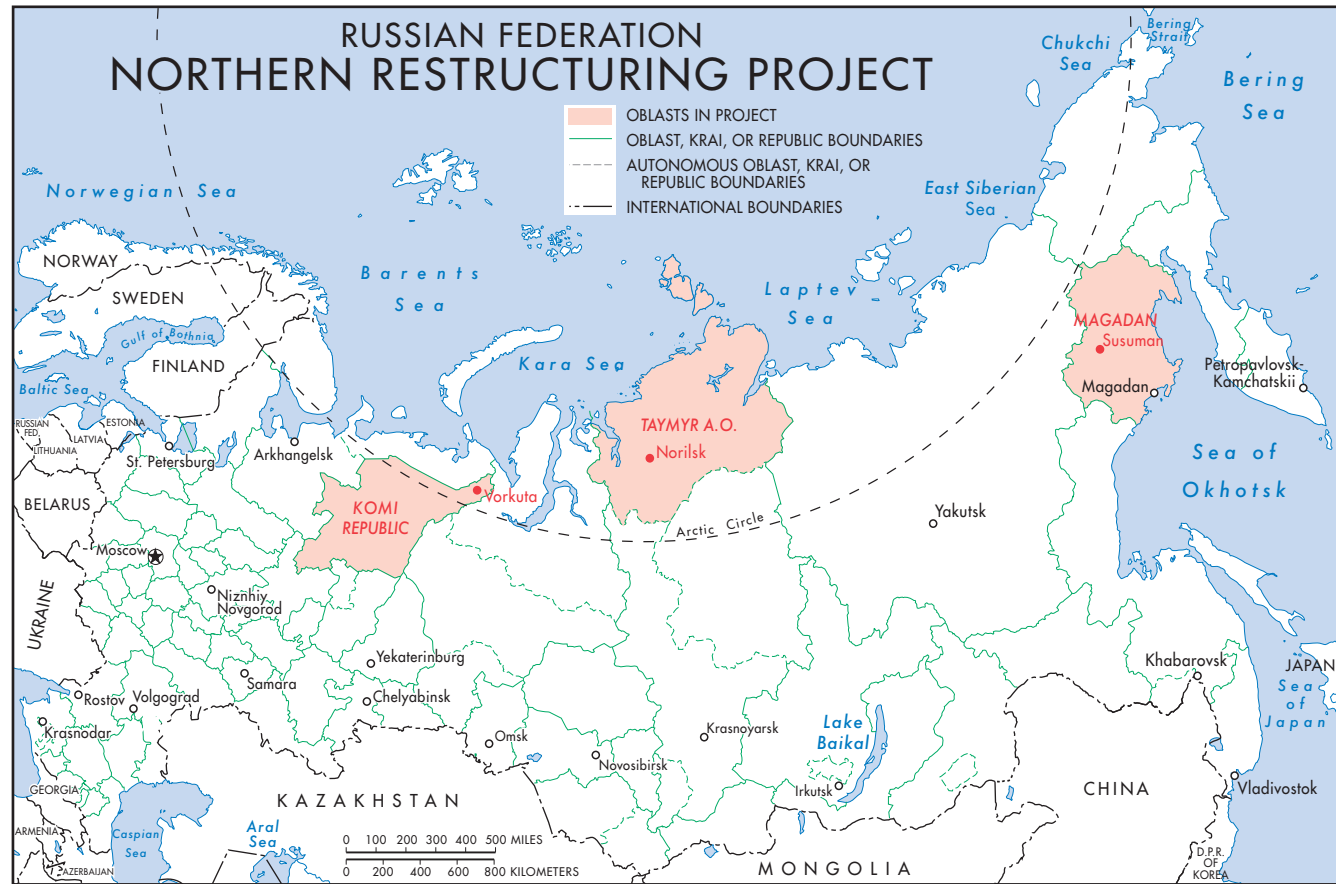 RUSSIAN FEDERATION
NORTHERN RESTRUCTURING PROJECT
OBLASTS IN PROJECT
OBLAST, KRAI, OR REPUBLIC BOUNDARIES
AUTONOMOUS OBLAST, KRAI, OR
REPUBLIC BOUNDARIES
INTERNATIONAL BOUNDARIES
Bering
Strait
Chukchi
Sea
Bering
Sea
Norwegian Sea
East Siberian
Sea
NORWAY
Barents
Sea
SWEDEN
Laptev
Sea
Gulf of Bothnia
MAGADAN
Susuman
FINLAND
Kara Sea
Baltic Sea
Petropavlovsk-
Kamchatskii
Magadan
RUSSIAN
FED.
ESTONIA
LATVIA
LITHUANIA
TAYMYR A.O.
Norilsk
St. Petersburg
Arkhangelsk
Sea of
Okhotsk
BELARUS
KOMI
REPUBLIC
Vorkuta
Arctic Circle
Yakutsk
Moscow
UKRAINE
Niznhiy
Novgorod
Yekaterinburg
Samara
Chelyabinsk
Khabarovsk
JAPAN
Sea
of
Japan
Rostov
Volgograd
Krasnodar
Omsk
Krasnoyarsk
Lake
Baikal
Novosibirsk
Irkutsk
GEORGIA
KAZAKHSTAN
CHINA
Vladivostok
ARMENIA
AZERBAIJAN
Caspian
Sea
Aral
Sea
0 100 200 300 400 500 MILES
0 200 400 600 800 KILOMETERS
MONGOLIA
D.P.R.
OF
KOREA